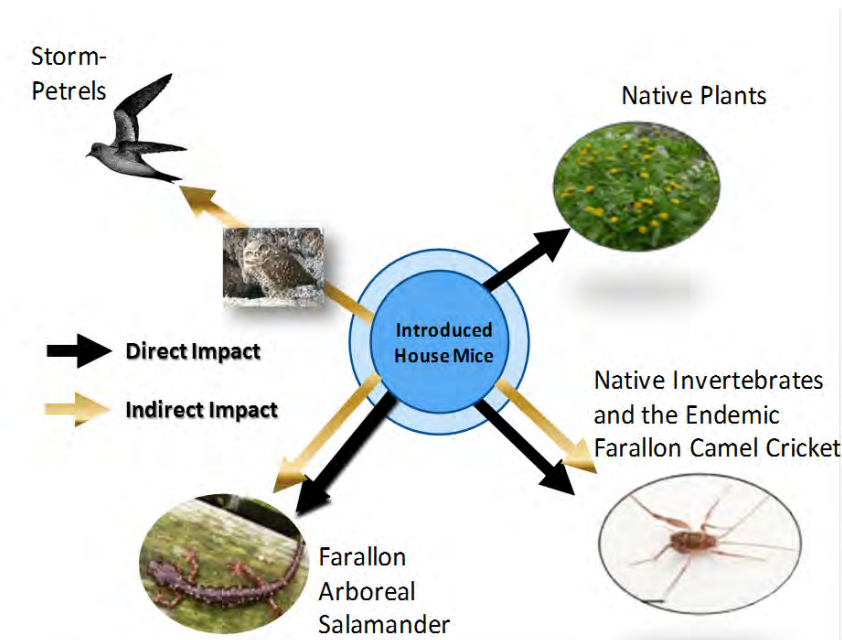 Storm-
Petrels
Native Plants
Introduced
House Mice
Direct Impact
Indirect Impact
Native Invertebrates
and the Endemic
Farallon Camel Cricket
Farallon
Arboreal
Salamander